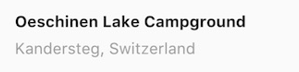 Oeschinen Lake Campground
Kandersteg, Switzerland